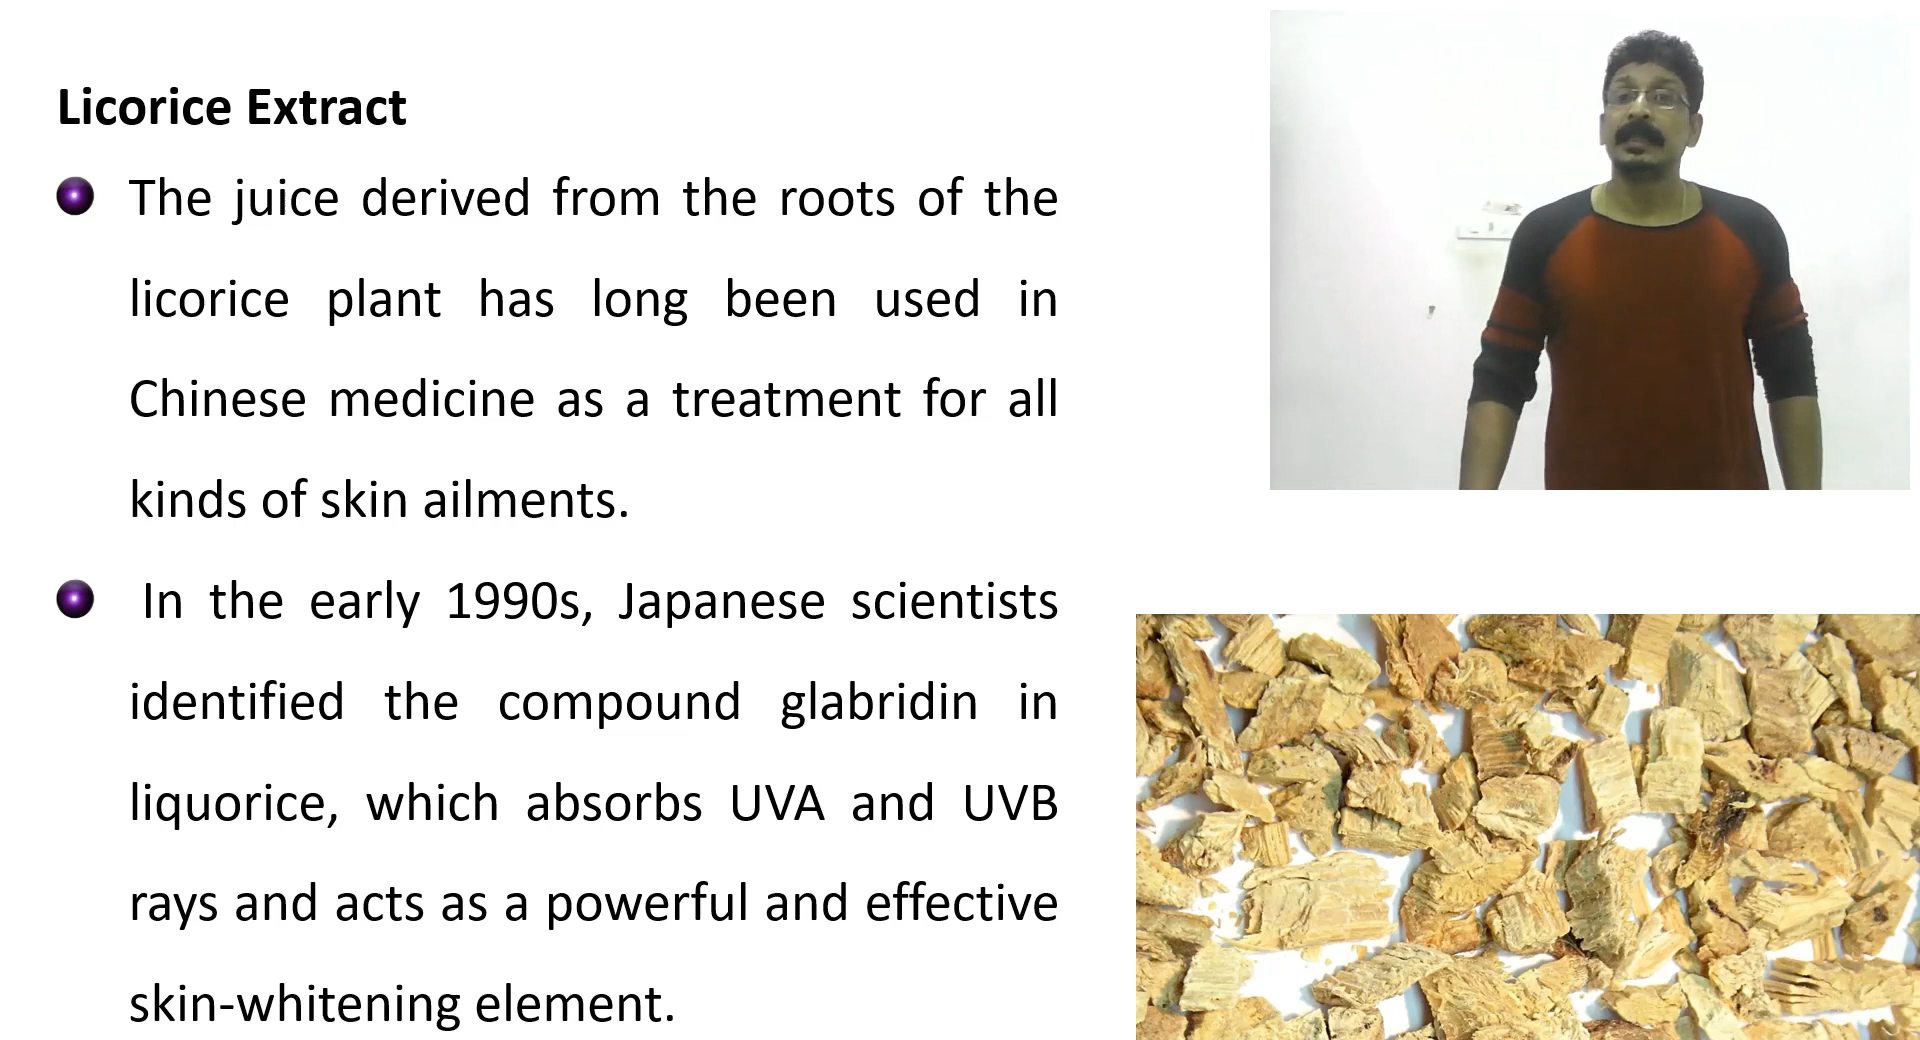 Licorice Extract
The juice derived from the roots of the
licorice plant has long been used in
Chinese medicine as a treatment for all
kinds of skin ailments.
In the early 1990s, Japanese scientists
identified the compound glabridin in
liquorice, which absorbs UVA and UVB
rays and acts as a powerful and effective
skin-whitening element.